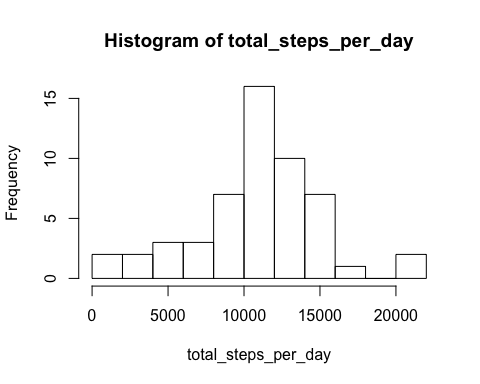 Histogram of total_steps_per_day
Frequency
15
10
5
0
0 5000 10000 15000 20000
total_steps_per_day